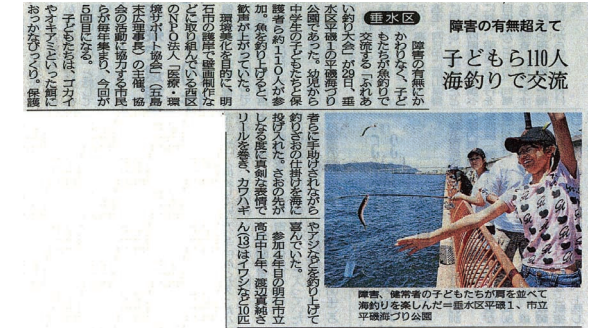 障害の有無超えて
子どもら110人
海釣りで交流
垂水区
障害の有無にか
かわりなく、子ど
もたちが魚釣りで
交流する「ふれあ
い釣り大会」が29日、垂
水区平磯1の平磯海づり
公園であった。幼児から
中学生の子どもたちと保
護者ら約110人が参
加。魚を釣り上げると、
歓声が上がっていた。
環境美化を目的に、明
石市の護岸で壁画制作な
どに取り組んでいる西区
のNPO法人「医療・環
境サポート協会」（五島
末広理事長）の主催。協
会の活動に協力する市民
らが毎年集まり、今回が
5回目になる。
子どもたちは、ゴカイ
やオキアミといった餌に
おっかなびっくり。保護
者らに手助けされながら
釣りざおの仕掛けを海に
投げ入れた。さおの先が
しなる度に真剣な表情で
リールを巻き、カワハギ
やアジなどを釣り上げて
喜んでいた。
参加4年目の明石市立
高丘中1年、渡辺真純さ
ん(13)はイワシなど10匹
障害、健常者の子どもたちが肩を並べて
海釣りを楽しんだ＝垂水区平磯1、市立
平磯海づり公園